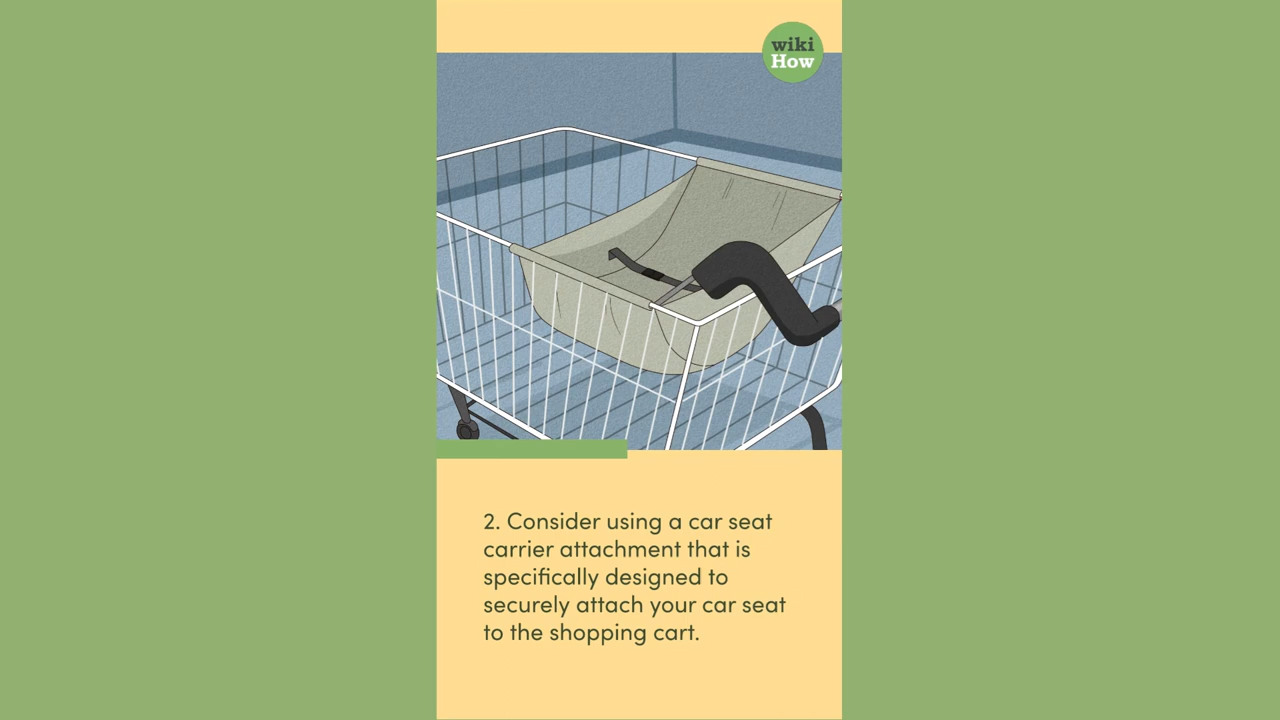 wiki
How
2. Consider using a car seat
carrier attachment that is
specifically designed to
securely attach your car seat
to the shopping cart.